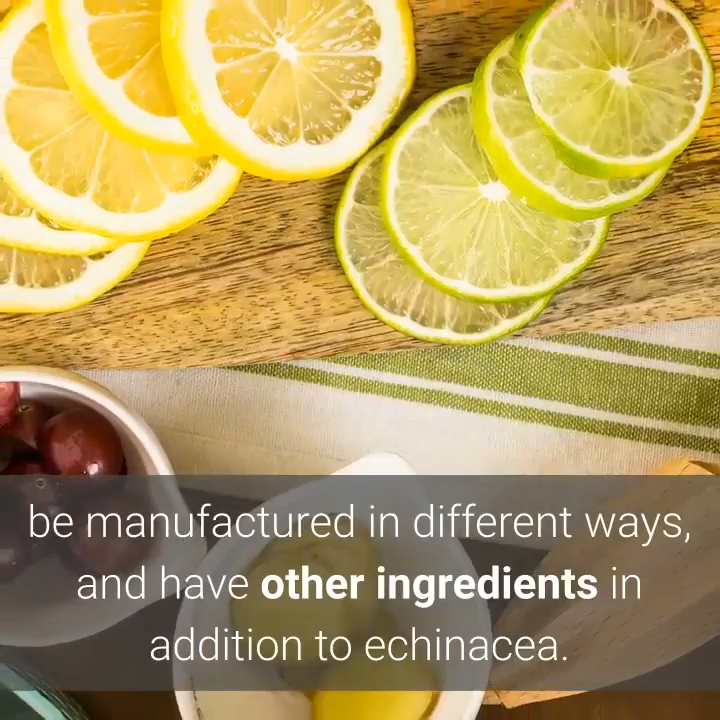 be manufactured in different ways,
and have other ingredients in
addition to echinacea.